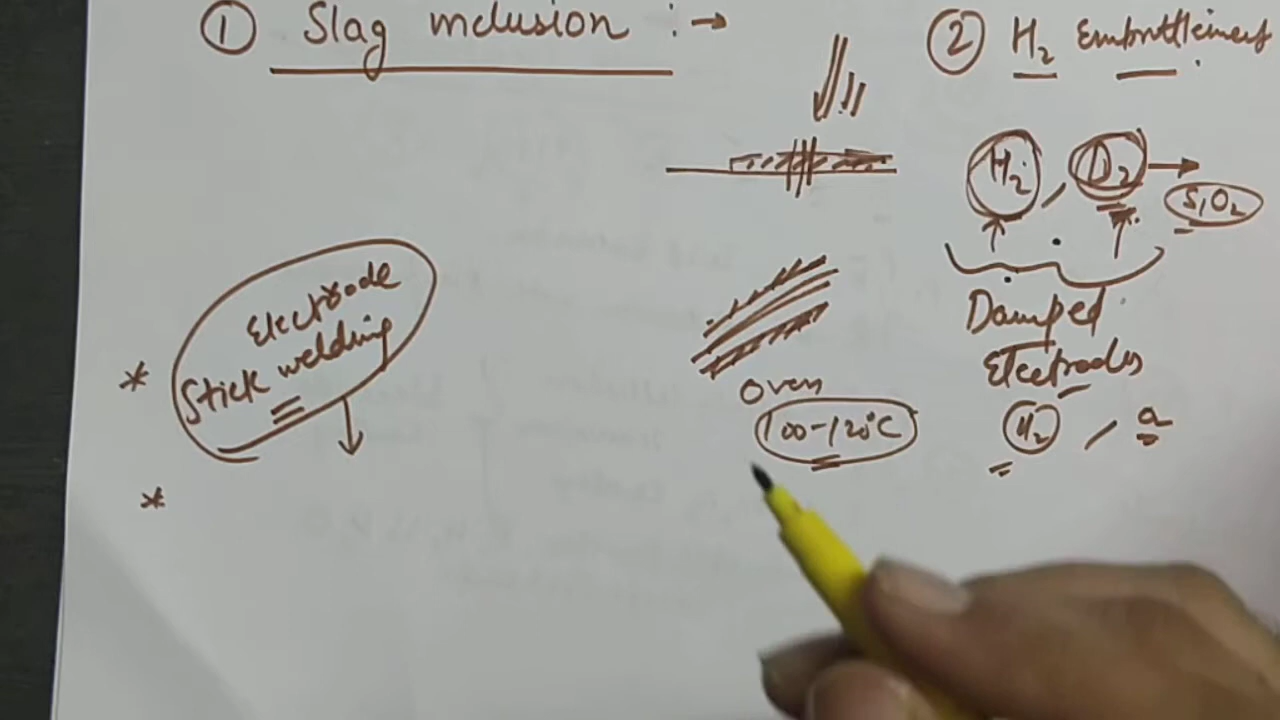 ① Slag inclusion :→
② H₂ Embrittlement
H₂ / O₂ →
SiO₂
Damped
Electrodes
H₂ /
* Electrode
Stick welding
Oven
100-120°C
*